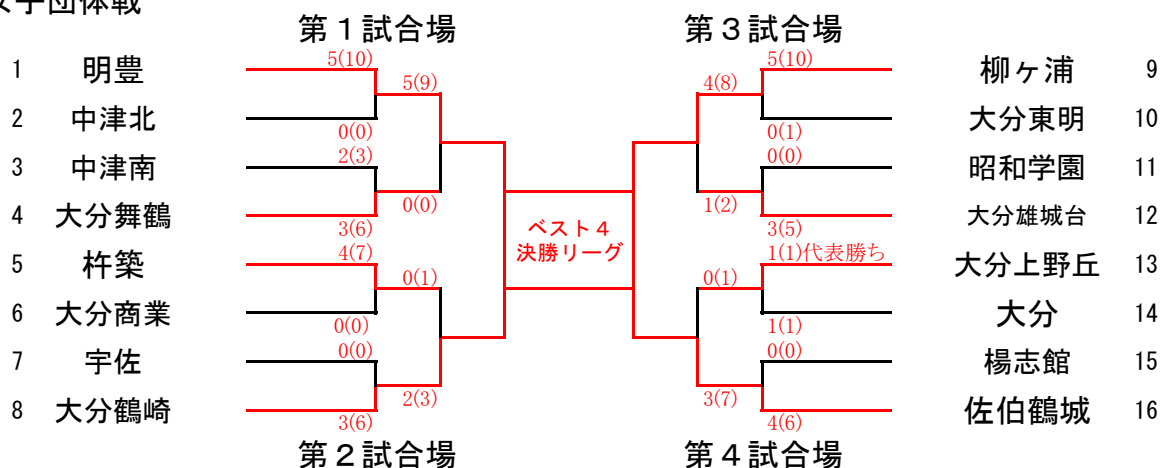 女子団体戦
第１試合場
第３試合場
1 明豊 5(10)
5(9)
2 中津北 0(0)
3 中津南 2(3)
0(0)
4 大分舞鶴 3(6)
5 杵築 4(7)
0(1)
6 大分商業 0(0)
7 宇佐 0(0)
2(3)
8 大分鶴崎 3(6)
ベスト４
決勝リーグ
5(10) 柳ヶ浦 9
4(8)
0(1) 大分東明 10
0(0) 昭和学園 11
1(2)
3(5) 大分雄城台 12
1(1)代表勝ち 大分上野丘 13
0(1)
1(1) 大分 14
0(0) 楊志館 15
3(7)
4(6) 佐伯鶴城 16
第２試合場
第４試合場